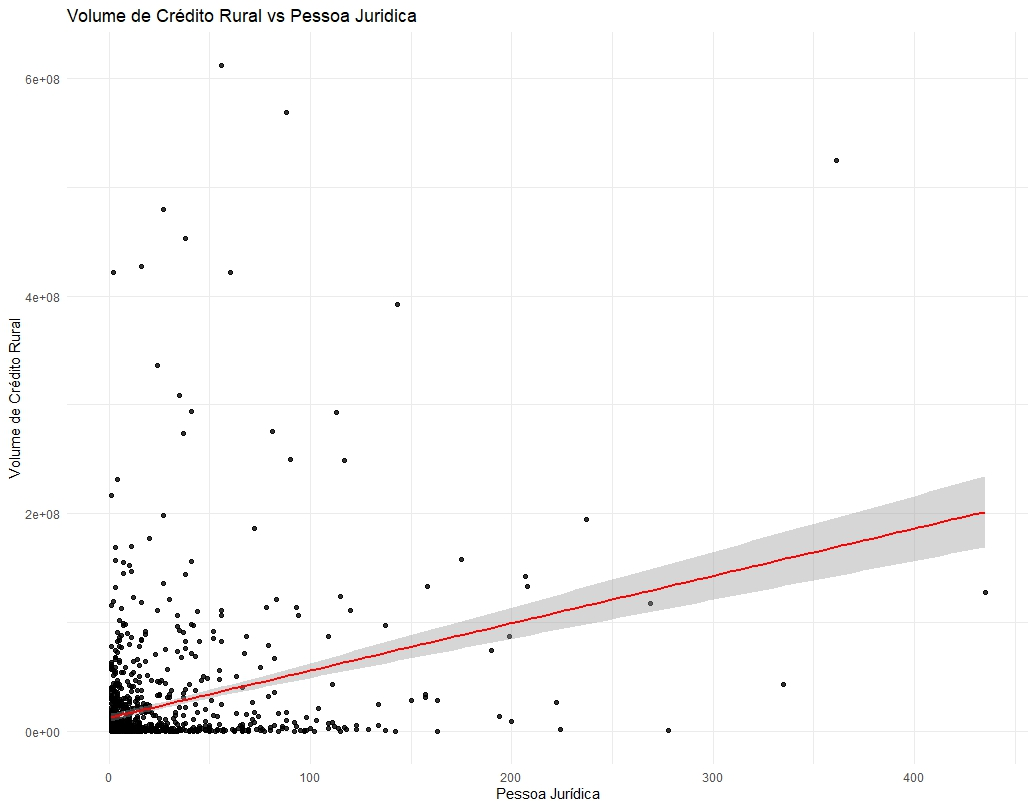 Volume de Crédito Rural vs Pessoa Juridica
Volume de Crédito Rural
6e+08
4e+08
2e+08
0e+00
0
100
200
300
400
Pessoa Jurídica